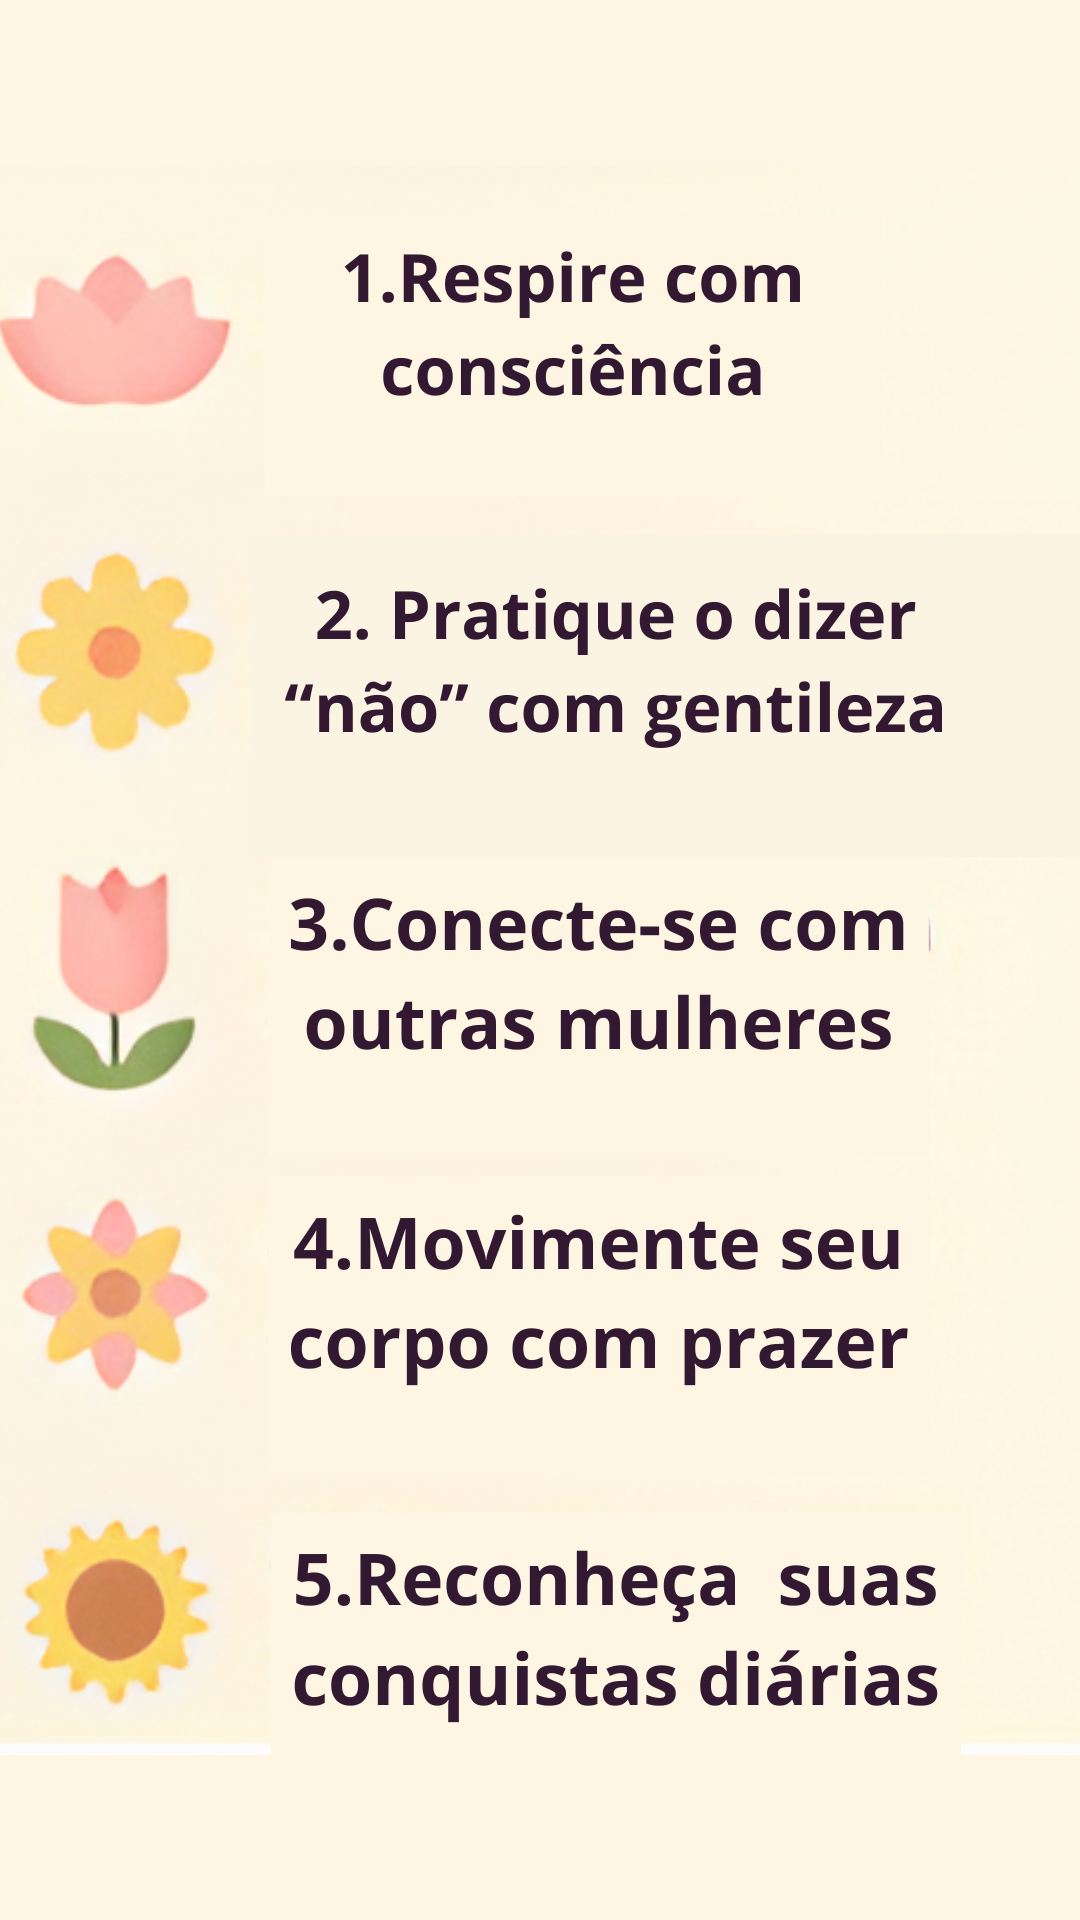 1.Respire com
consciência
2. Pratique o dizer
“não” com gentileza
3.Conecte-se com
outras mulheres
4.Movimente seu
corpo com prazer
5.Reconheça  suas
conquistas diárias